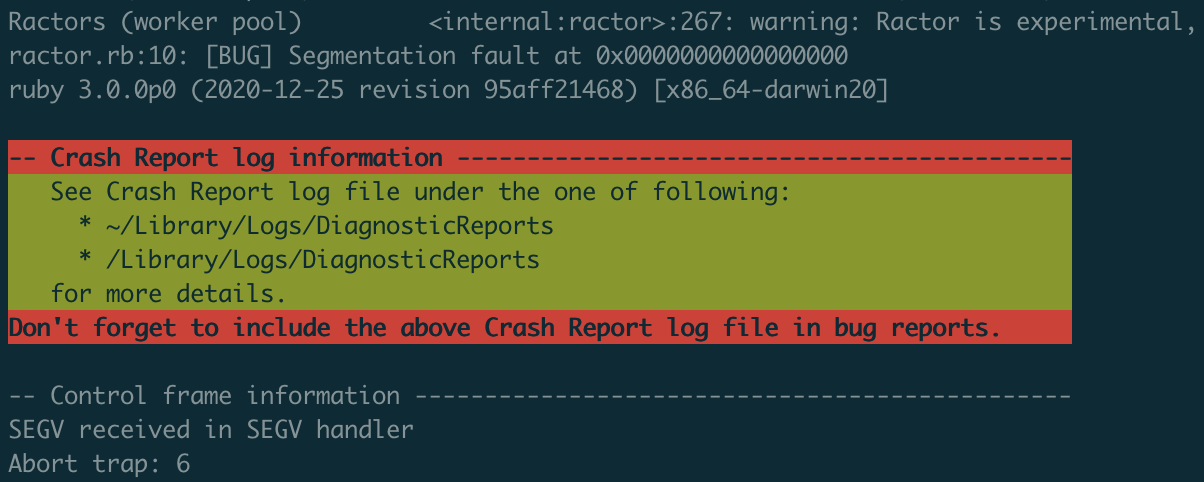 Ractors (worker pool)         <internal:ractor>:267: warning: Ractor is experimental,
ractor.rb:10: [BUG] Segmentation fault at 0x0000000000000000
ruby 3.0.0p0 (2020-12-25 revision 95aff21468) [x86_64-darwin20]

-- Crash Report log information --------------------------------------------
   See Crash Report log file under the one of following:
     * ~/Library/Logs/DiagnosticReports
     * /Library/Logs/DiagnosticReports
   for more details.
Don't forget to include the above Crash Report log file in bug reports.

-- Control frame information -----------------------------------------------
SEGV received in SEGV handler
Abort trap: 6